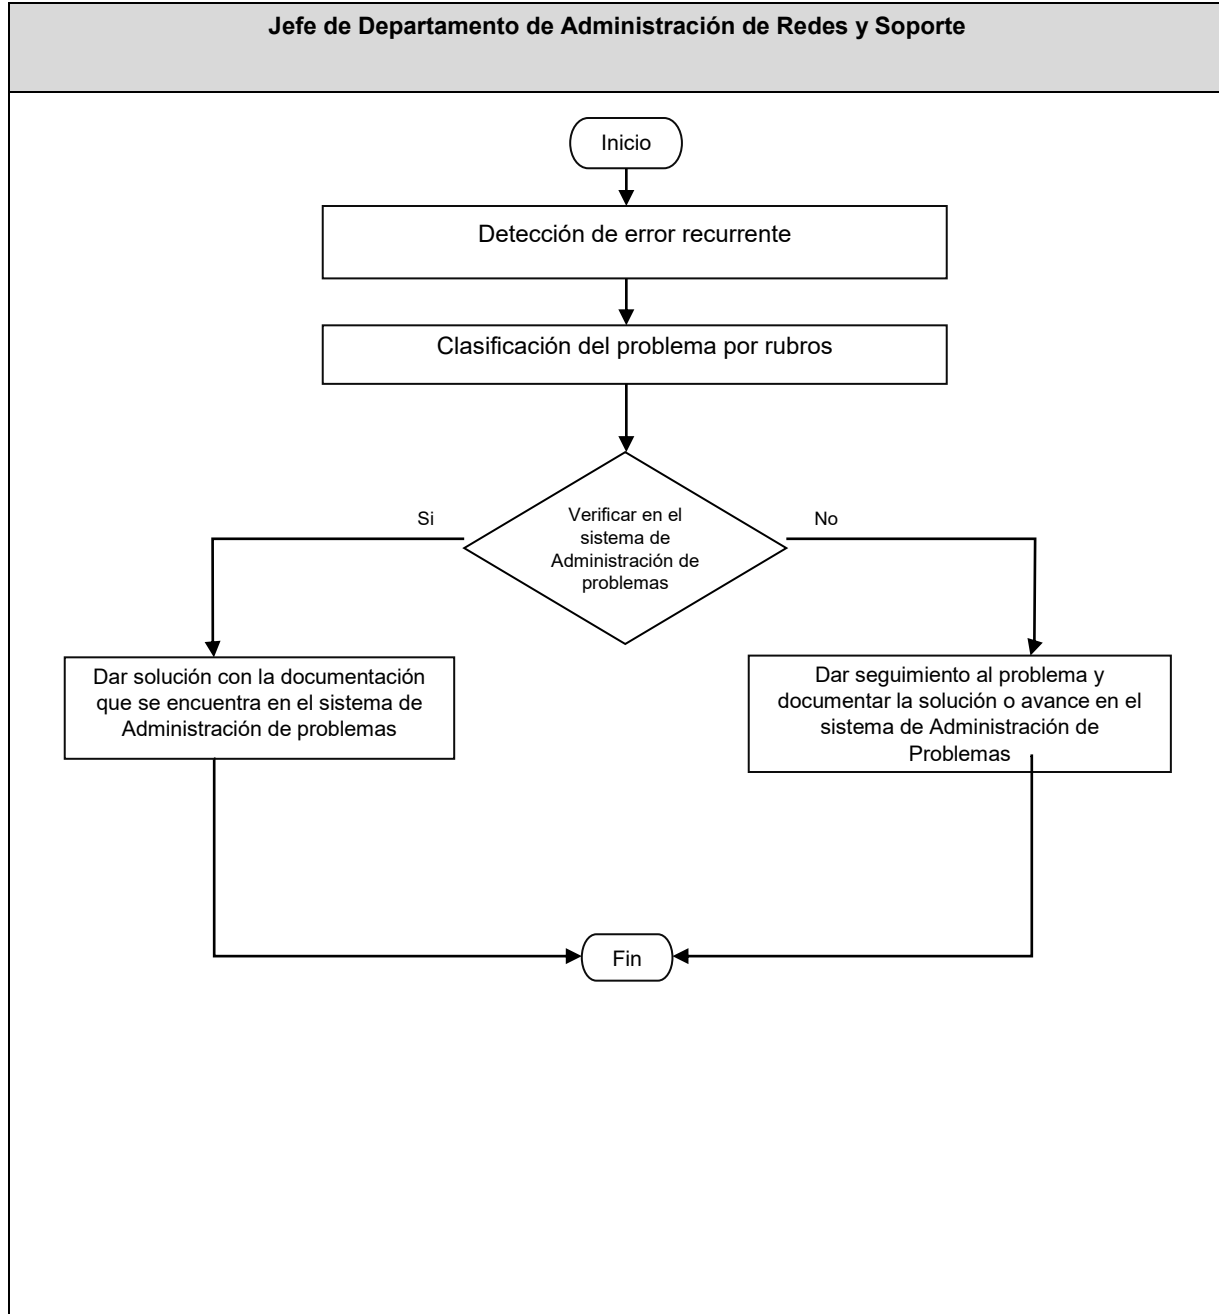 Jefe de Departamento de Administración de Redes y Soporte
Inicio
Detección de error recurrente
Clasificación del problema por rubros
Si
Verificar en el
sistema de
Administración de
problemas
No
Dar solución con la documentación
que se encuentra en el sistema de
Administración de problemas
Dar seguimiento al problema y
documentar la solución o avance en el
sistema de Administración de
Problemas
Fin